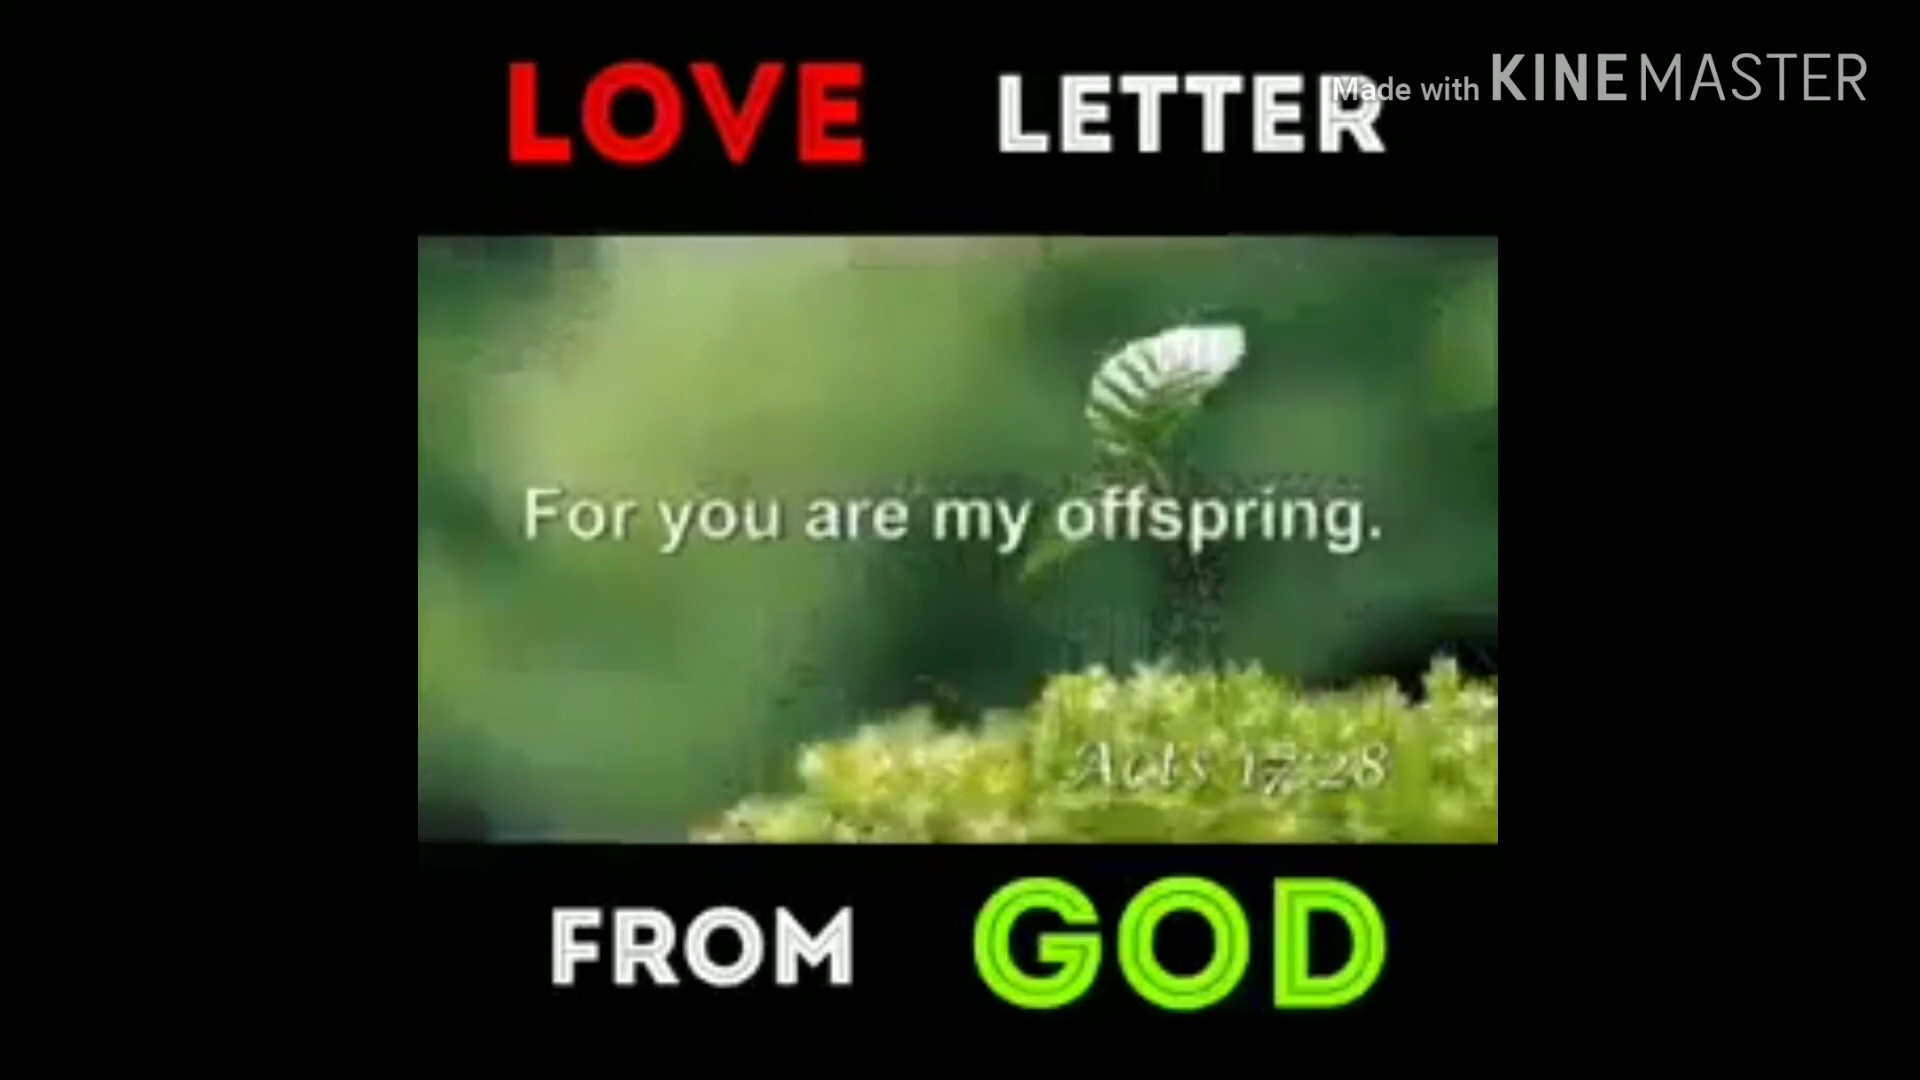 LOVE LETTER
Made with KINEMASTER
For you are my offspring.
Acts 17:28
FROM GOD